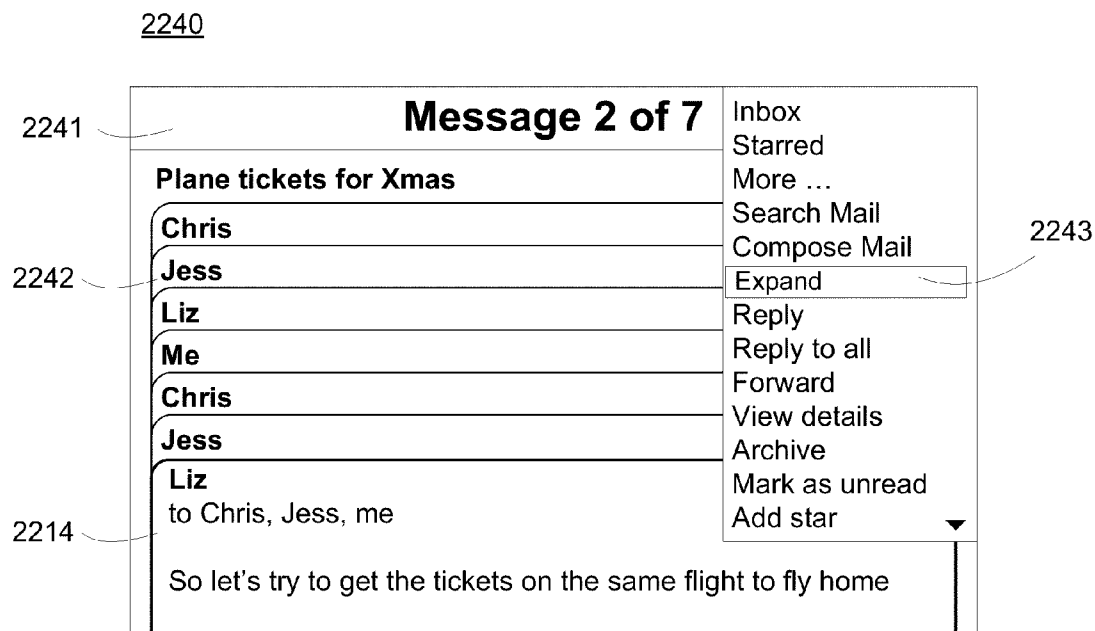 2240
2241
Message 2 of 7
Plane tickets for Xmas
Chris
2242
Jess
Liz
Me
Chris
Jess
Liz
to Chris, Jess, me
2214
So let's try to get the tickets on the same flight to fly home
Inbox
Starred
More ...
Search Mail
Compose Mail
2243
Expand
Reply
Reply to all
Forward
View details
Archive
Mark as unread
Add star